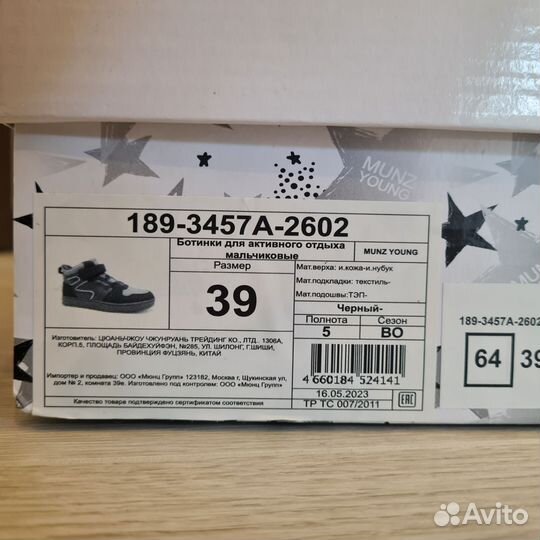 MUNZ
YOUNG
189-3457A-2602
Ботинки для активного отдыха
мальчиковые
MUNZ YOUNG
Размер
39
Мат.верха: и.кожа-и.нубук
Мат.подкладки: текстиль-
Мат.подошвы:ТЭП-
Черный-
Полнота
Сезон
5
ВО
Изготовитель: ЦЮАНЬЧЖОУ ЧЖУНРУАНЬ ТРЕЙДИНГ КО., ЛТД. 1306А,
КОРП.5, ПЛОЩАДЬ БАЙДЕХУЙФЭН, №285, УЛ. ШИЛОНГ, Г.ШИШИ,
ПРОВИНЦИЯ ФУЦЗЯНЬ, КИТАЙ
Импортер и продавец: ООО «Мюнц Групп» 123182, Москва г, Щукинская ул,
дом № 2, комната 39е. Изготовлено под контролем: ООО «Мюнц Групп»
Качество товара подтверждено сертификатом соответствия
4 660184 524141
16.05.2023
ТР ТС 007/2011
EAC
189-3457A-2602
64
39
Avito